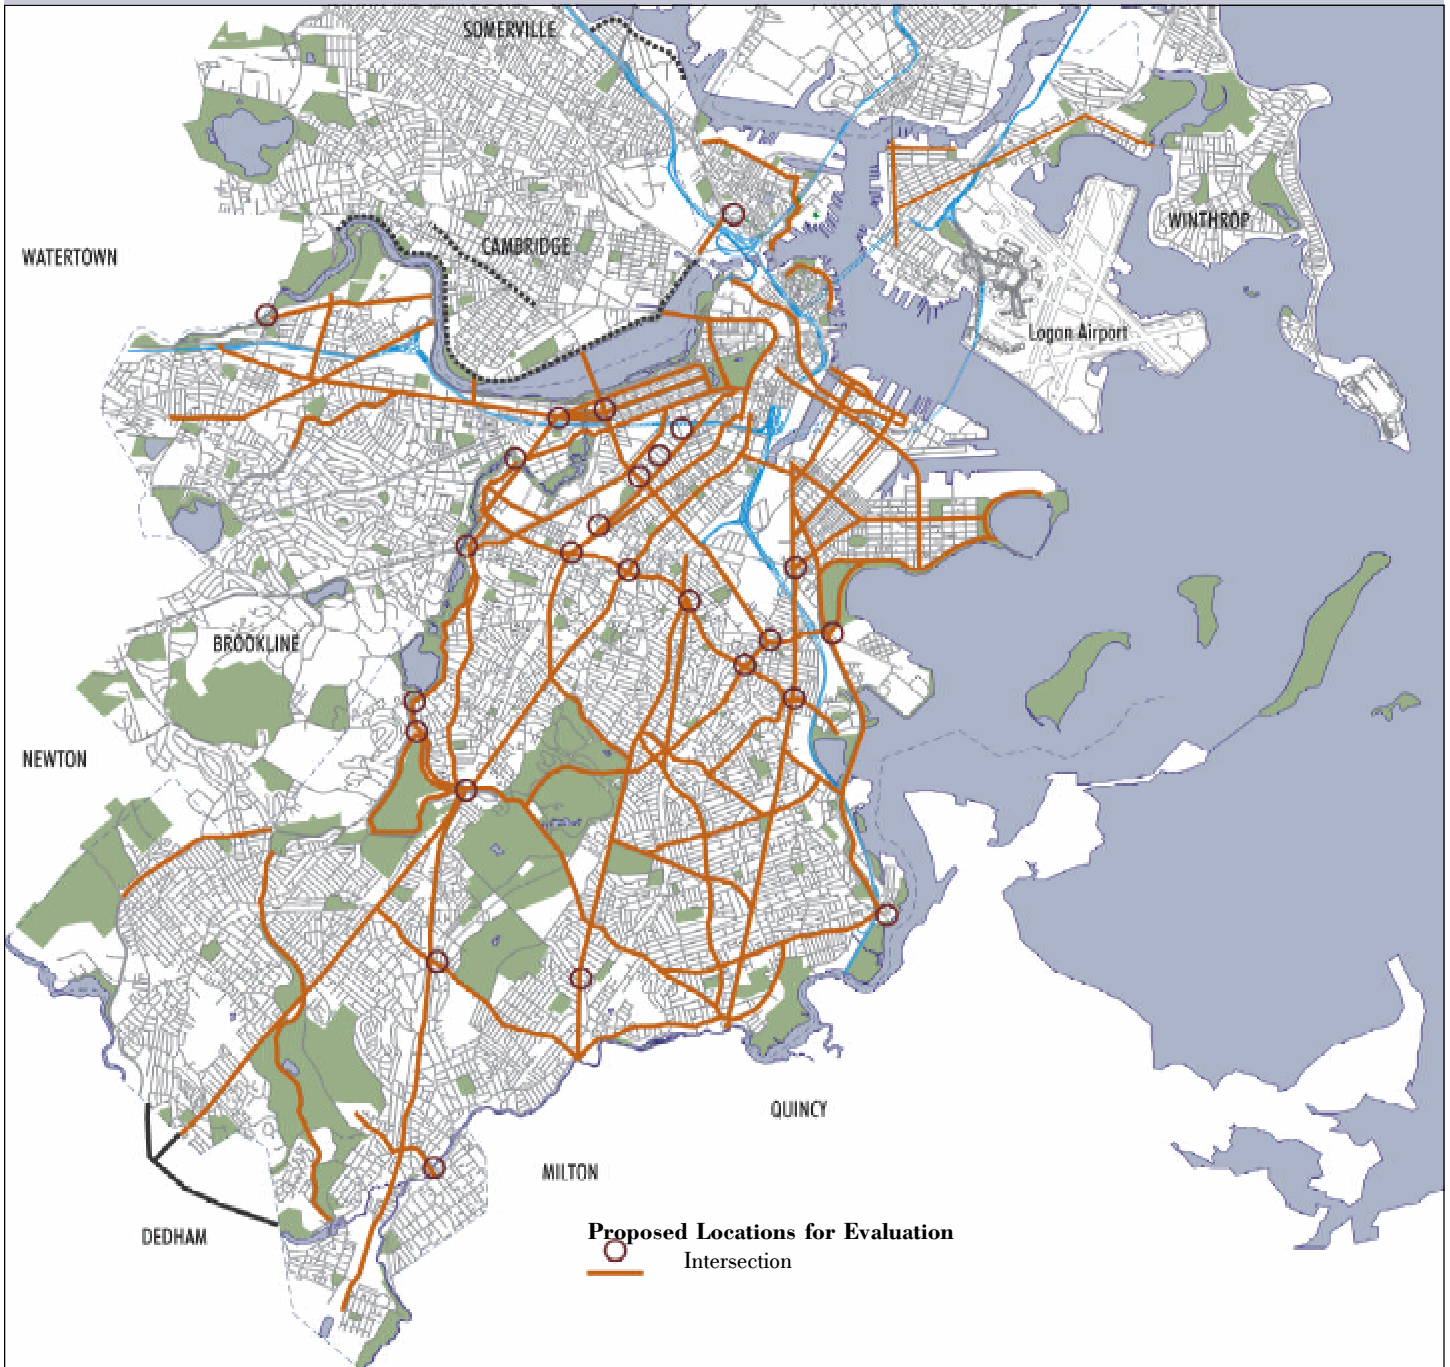 SOMERVILLE
WATERTOWN
CAMBRIDGE
WINTHROP
Logan Airport
BROOKLINE
NEWTON
QUINCY
MILTON
DEDHAM
Proposed Locations for Evaluation
Intersection